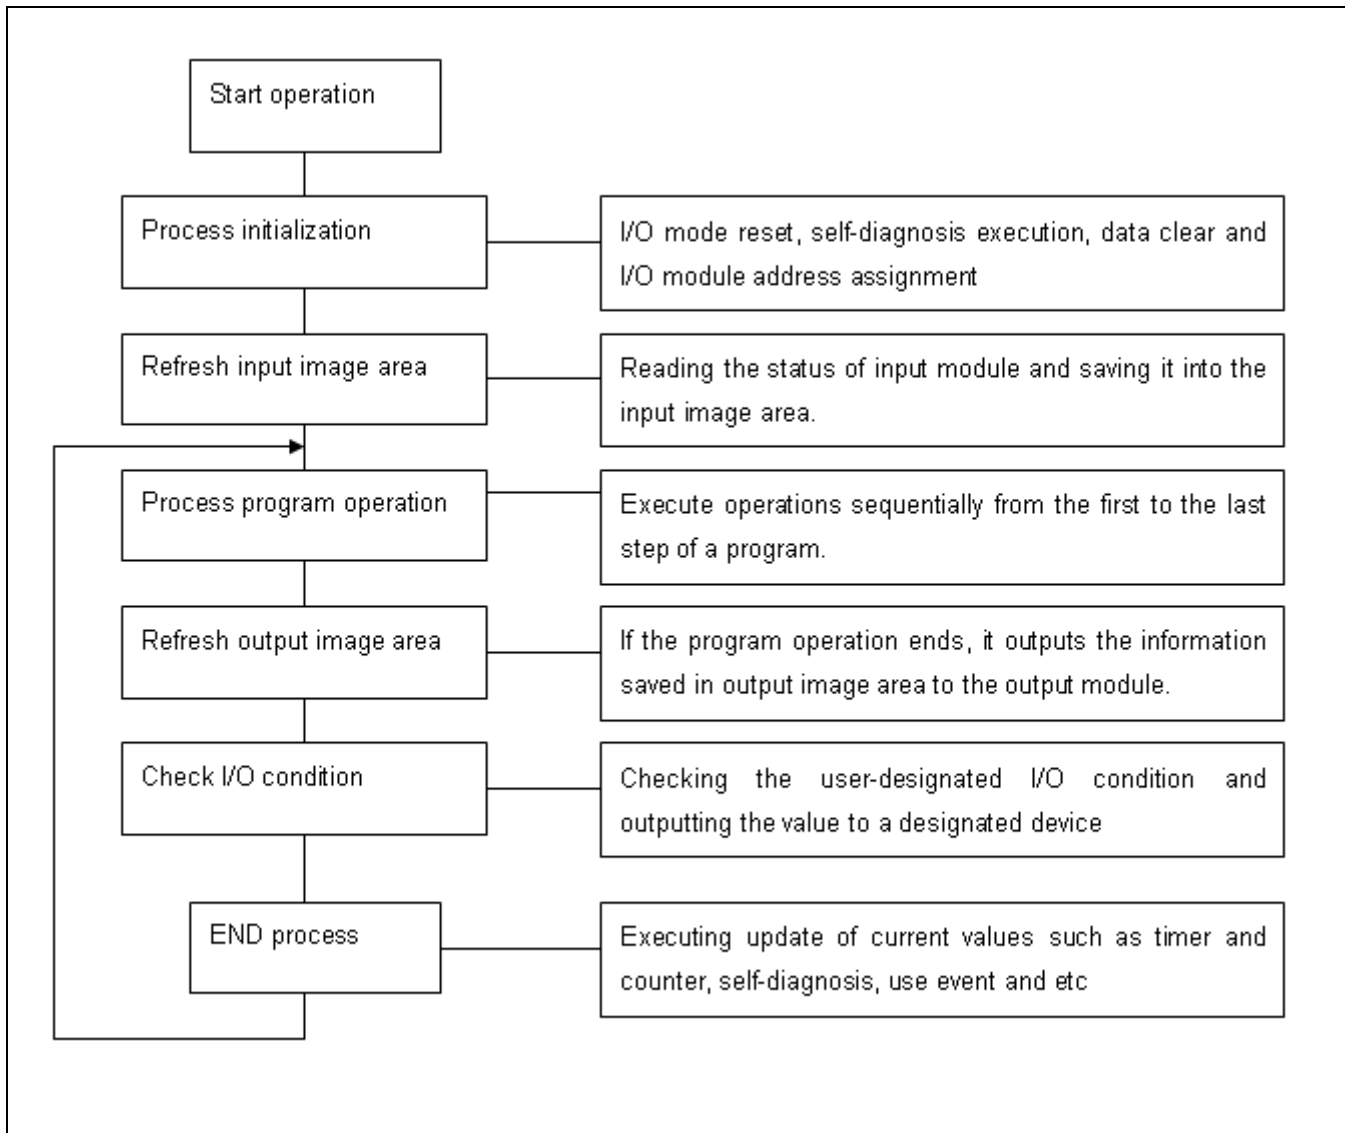 Start operation
Process initialization
I/O mode reset, self-diagnosis execution, data clear and
I/O module address assignment
Refresh input image area
Reading the status of input module and saving it into the
input image area.
Process program operation
Execute operations sequentially from the first to the last
step of a program.
Refresh output image area
If the program operation ends, it outputs the information
saved in output image area to the output module.
Check I/O condition
Checking the user-designated I/O condition and
outputting the value to a designated device
END process
Executing update of current values such as timer and
counter, self-diagnosis, use event and etc